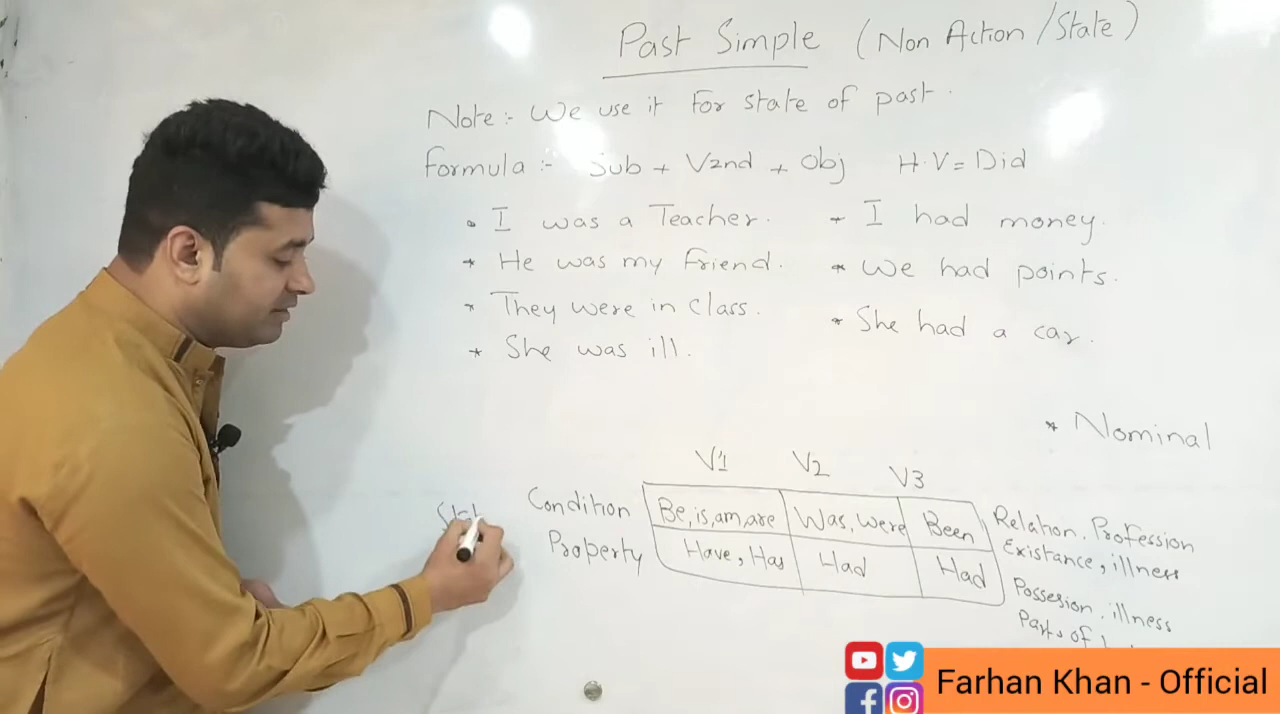 Past Simple (Non Action/State)
Note:- We use it For state of past.
Formula:- Sub + V2nd + Obj H.V = Did
• I was a Teacher.
* He was my friend.
* They were in class.
* She was ill.
* I had money.
* We had points.
* She had a car.
* Nominal
V1 V2 V3
Condition Be, is, am, are Was, were Been Relation. Profession
Existance, illness
Property Have, Has Had Had Possesion. illness
Parts of
Farhan Khan - Official